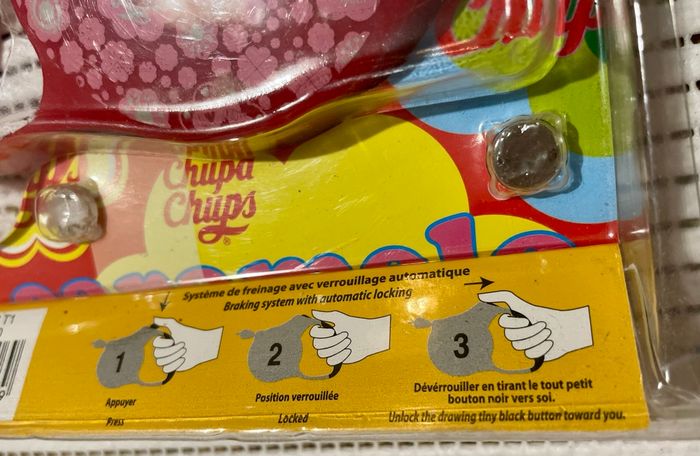 Chupa
Chups
®
Système de freinage avec verrouillage automatique
Braking system with automatic locking
1
2
3
Appuyer
Press
Position verrouillée
Locked
Déverrouiller en tirant le tout petit
bouton noir vers soi.
Unlock the drawing tiny black button toward you.